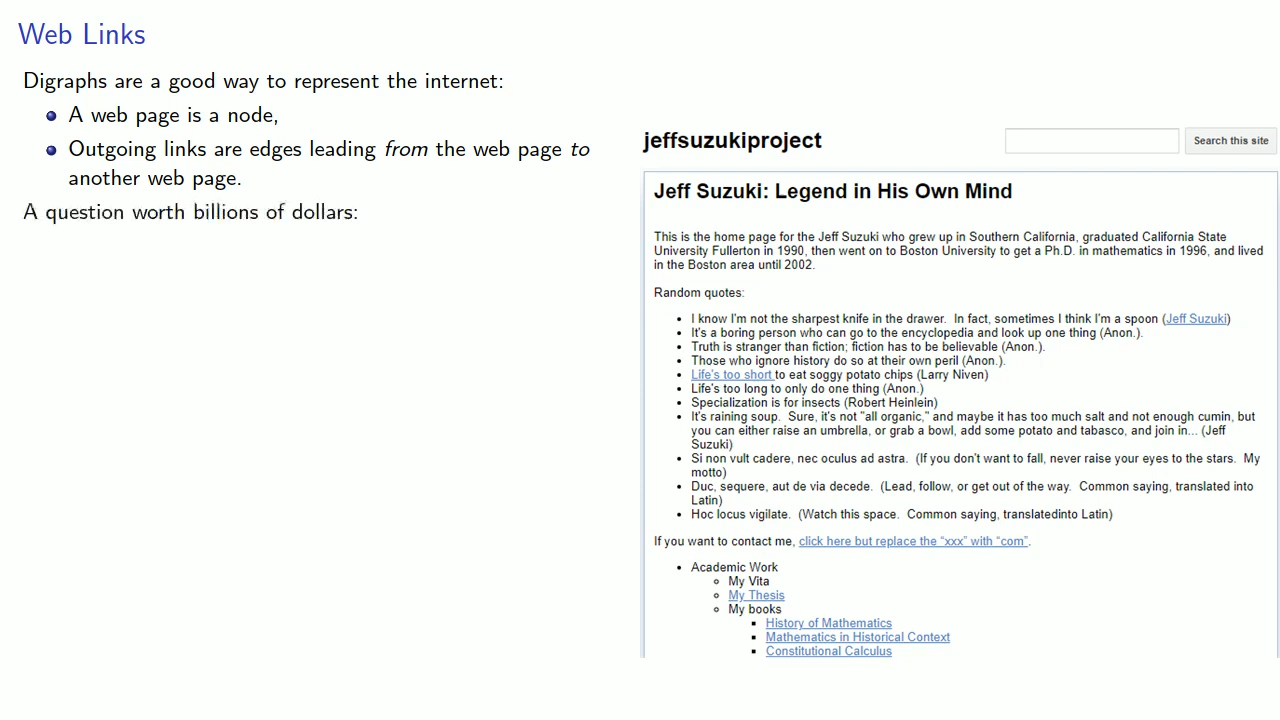 Web Links
Digraphs are a good way to represent the internet:
A web page is a node,
Outgoing links are edges leading from the web page to
another web page.
A question worth billions of dollars:
jeffsuzukiproject
Search this site
Jeff Suzuki: Legend in His Own Mind
This is the home page for the Jeff Suzuki who grew up in Southern California, graduated California State
University Fullerton in 1990, then went on to Boston University to get a Ph.D. in mathematics in 1996, and lived
in the Boston area until 2002.
Random quotes:
I know I'm not the sharpest knife in the drawer. In fact, sometimes I think I'm a spoon (Jeff Suzuki)
It's a boring person who can go to the encyclopedia and look up one thing (Anon.).
Truth is stranger than fiction; fiction has to be believable (Anon.).
Those who ignore history do so at their own peril (Anon.).
Life's too short to eat soggy potato chips (Larry Niven)
Life's too long to only do one thing (Anon.)
Specialization is for insects (Robert Heinlein)
It's raining soup. Sure, it's not "all organic," and maybe it has too much salt and not enough cumin, but
you can either raise an umbrella, or grab a bowl, add some potato and tabasco, and join in... (Jeff
Suzuki)
Si non vult cadere, nec oculus ad astra. (If you don't want to fall, never raise your eyes to the stars. My
motto)
Duc, sequere, aut de via decede. (Lead, follow, or get out of the way. Common saying, translated into
Latin)
Hoc locus vigilate. (Watch this space. Common saying, translatedinto Latin)
If you want to contact me, click here but replace the “xxx” with “com”.
Academic Work
My Vita
My Thesis
My books
History of Mathematics
Mathematics in Historical Context
Constitutional Calculus